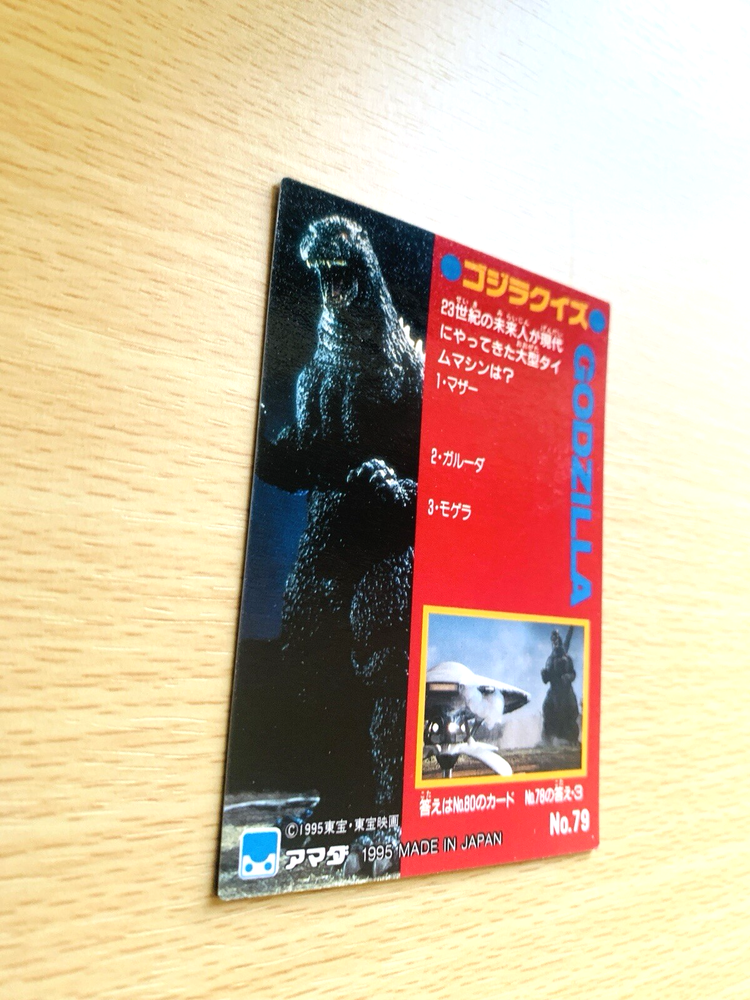 ゴジラクイズ
23世紀の未来人が現代
にやってきた大型タイ
ムマシンは?
1・マザー
2・ガルーダ
3・モゲラ
GODZILLA
答えはNo.80のカード No.78の答え・3
No.79
©1995東宝・東宝映画
アマダ 1995 MADE IN JAPAN